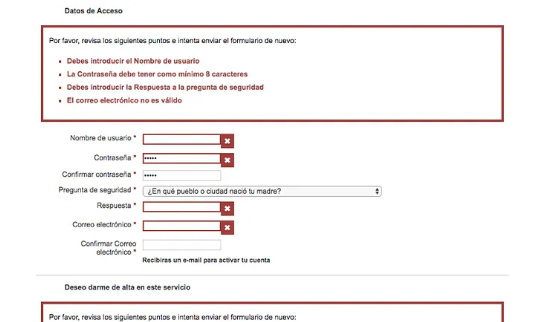 Datos de Acceso
Por favor, revisa los siguientes puntos e intenta enviar el formulario de nuevo:
• Debes introducir el Nombre de usuario
• La Contraseña debe tener como mínimo 8 caracteres
• Debes introducir la Respuesta a la pregunta de seguridad
• El correo electrónico no es válido
Nombre de usuario *
Contraseña * •••••
Confirmar contraseña * •••••
Pregunta de seguridad * ¿En qué pueblo o ciudad nació tu madre?
Respuesta *
Correo electrónico *
Confirmar Correo
electrónico *
Recibiras un e-mail para activar tu cuenta
Deseo darme de alta en este servicio
Por favor, revisa los siguientes puntos e intenta enviar el formulario de nuevo: